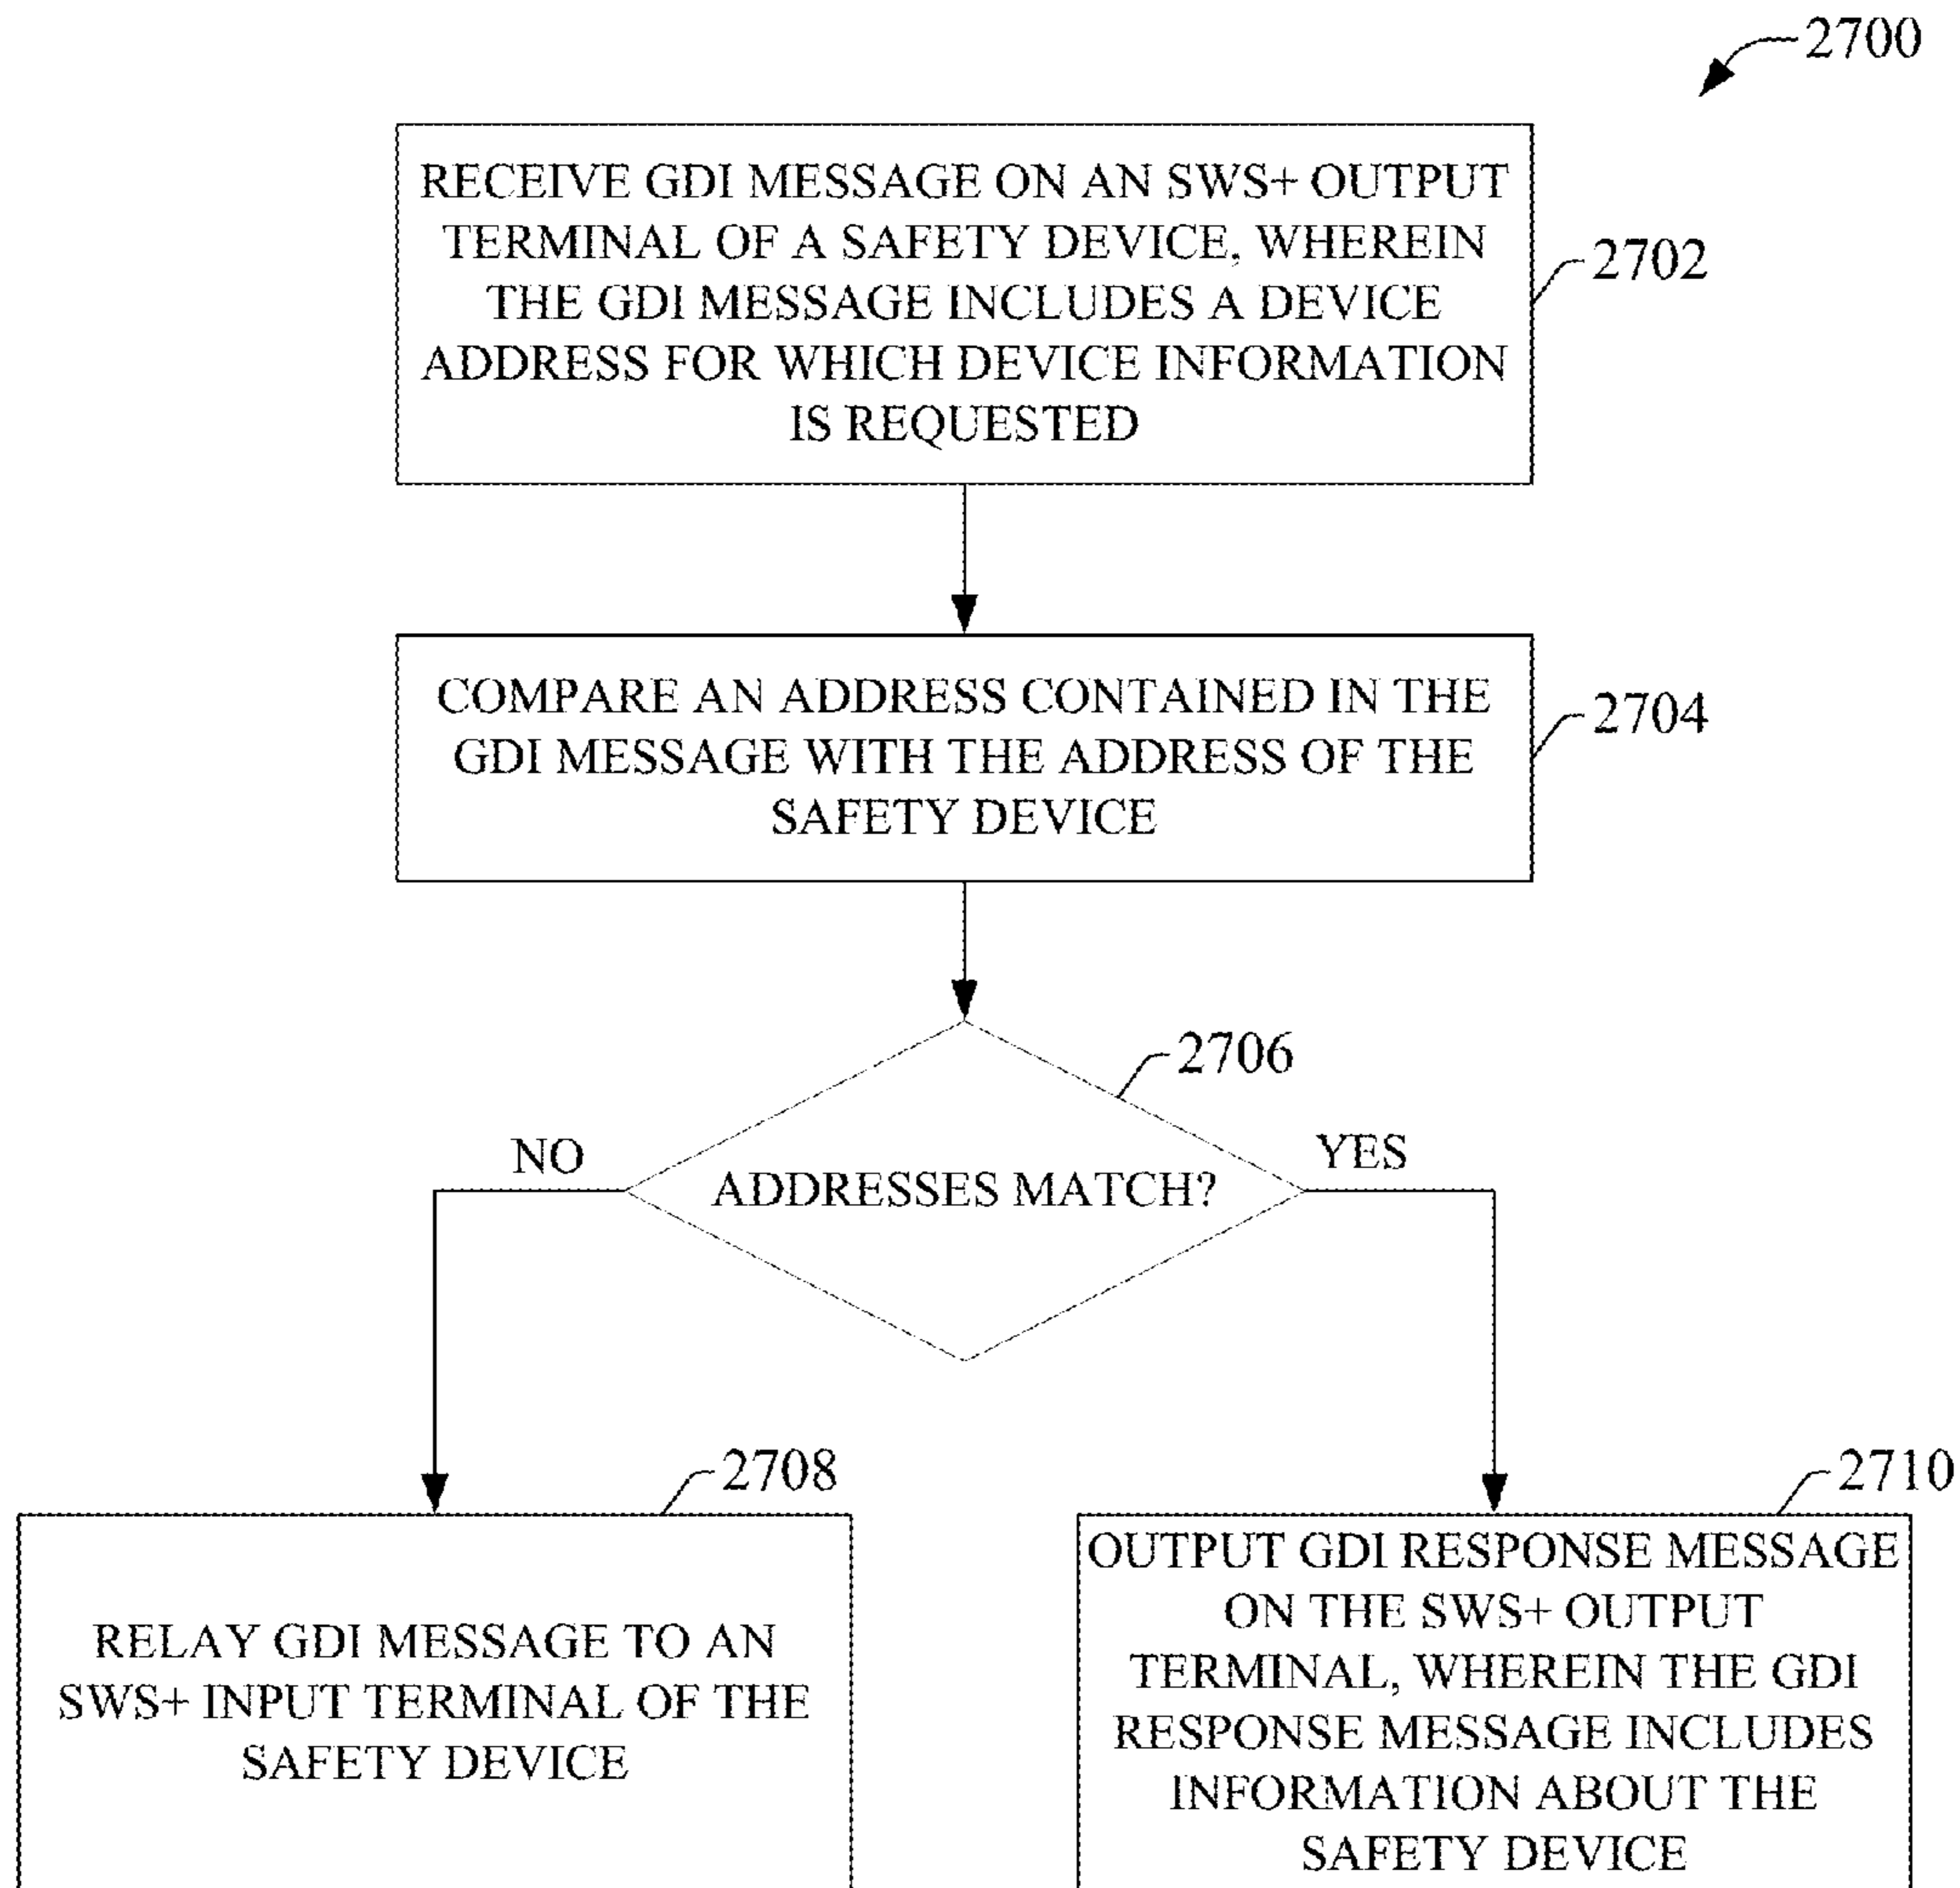 2700
RECEIVE GDI MESSAGE ON AN SWS+ OUTPUT
TERMINAL OF A SAFETY DEVICE, WHEREIN
THE GDI MESSAGE INCLUDES A DEVICE
ADDRESS FOR WHICH DEVICE INFORMATION
IS REQUESTED
2702
COMPARE AN ADDRESS CONTAINED IN THE
GDI MESSAGE WITH THE ADDRESS OF THE
SAFETY DEVICE
2704
2706
ADDRESSES MATCH?
NO
YES
2708
RELAY GDI MESSAGE TO AN
SWS+ INPUT TERMINAL OF THE
SAFETY DEVICE
2710
OUTPUT GDI RESPONSE MESSAGE
ON THE SWS+ OUTPUT
TERMINAL, WHEREIN THE GDI
RESPONSE MESSAGE INCLUDES
INFORMATION ABOUT THE
SAFETY DEVICE